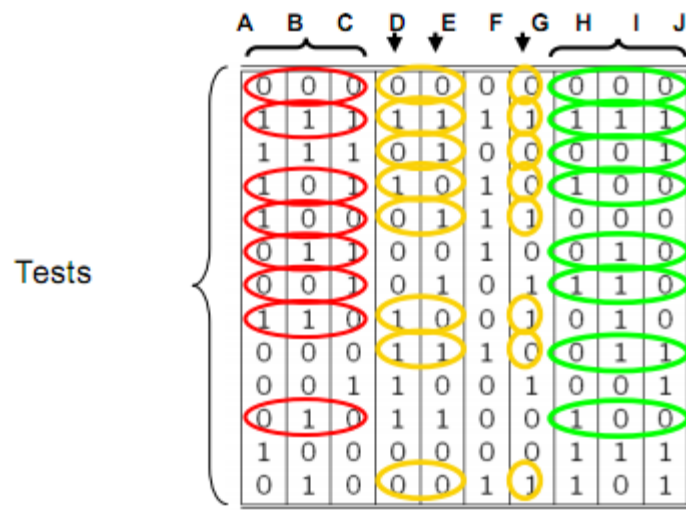 A B C D E F G H I J
0 0 0 0 0 0 0 0 0 0
1 1 1 1 1 1 1 1 1 1
1 1 1 0 1 0 0 0 0 1
1 0 1 1 0 1 0 1 0 0
1 0 0 0 1 1 1 0 0 0
0 1 1 0 0 1 0 0 1 0
Tests
0 0 1 0 1 0 1 1 1 0
1 1 0 1 0 0 1 0 1 0
0 0 0 1 1 1 0 0 1 1
0 0 1 1 0 0 1 0 0 1
0 1 0 1 1 0 0 1 0 0
1 0 0 0 0 0 0 1 1 1
0 1 0 0 0 1 1 1 0 1